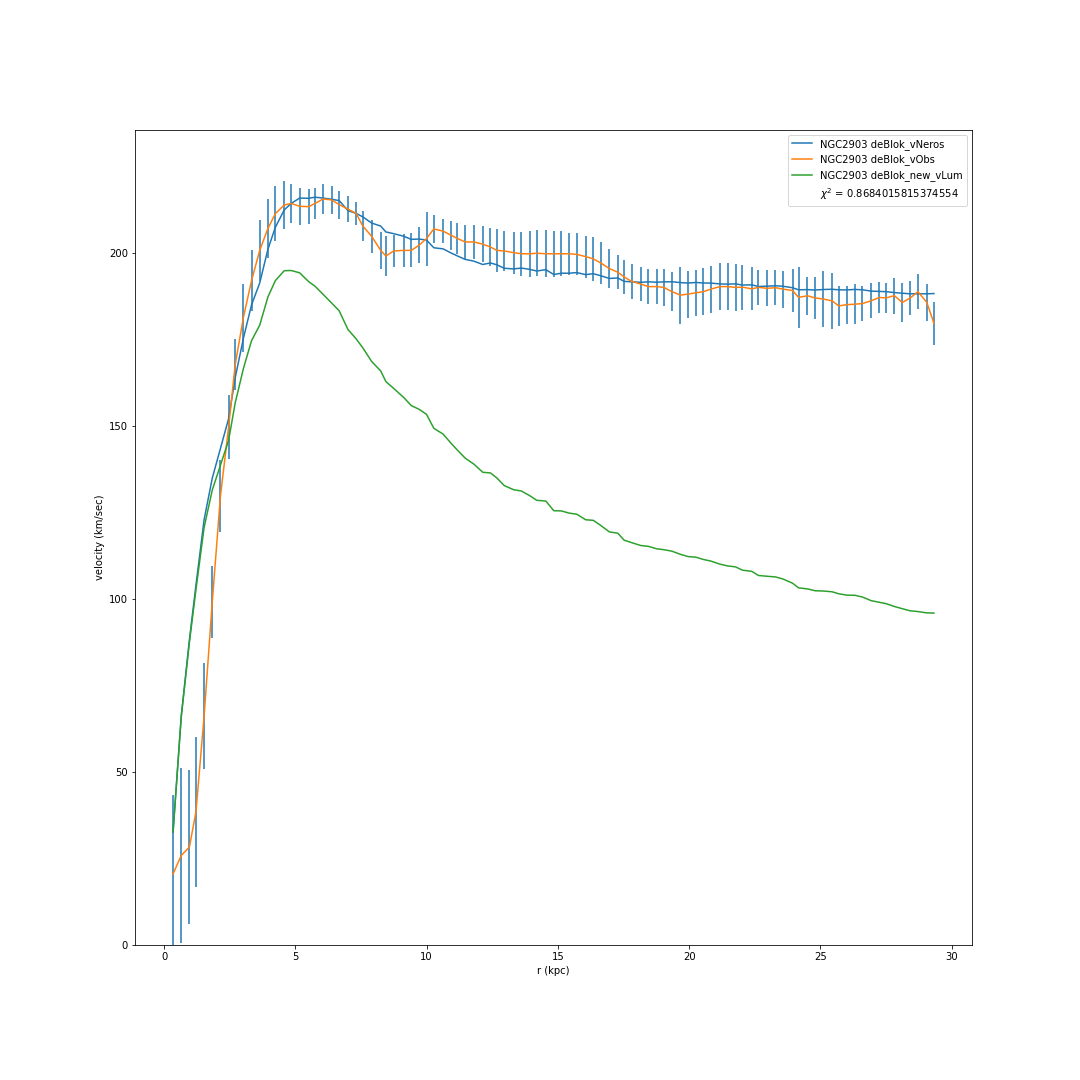 NGC2903 deBlok_vNeros
NGC2903 deBlok_vObs
NGC2903 deBlok_new_vLum
χ² = 0.8684015815374554
200
150
100
50
0
velocity (km/sec)
0 5 10 15 20 25 30
r (kpc)